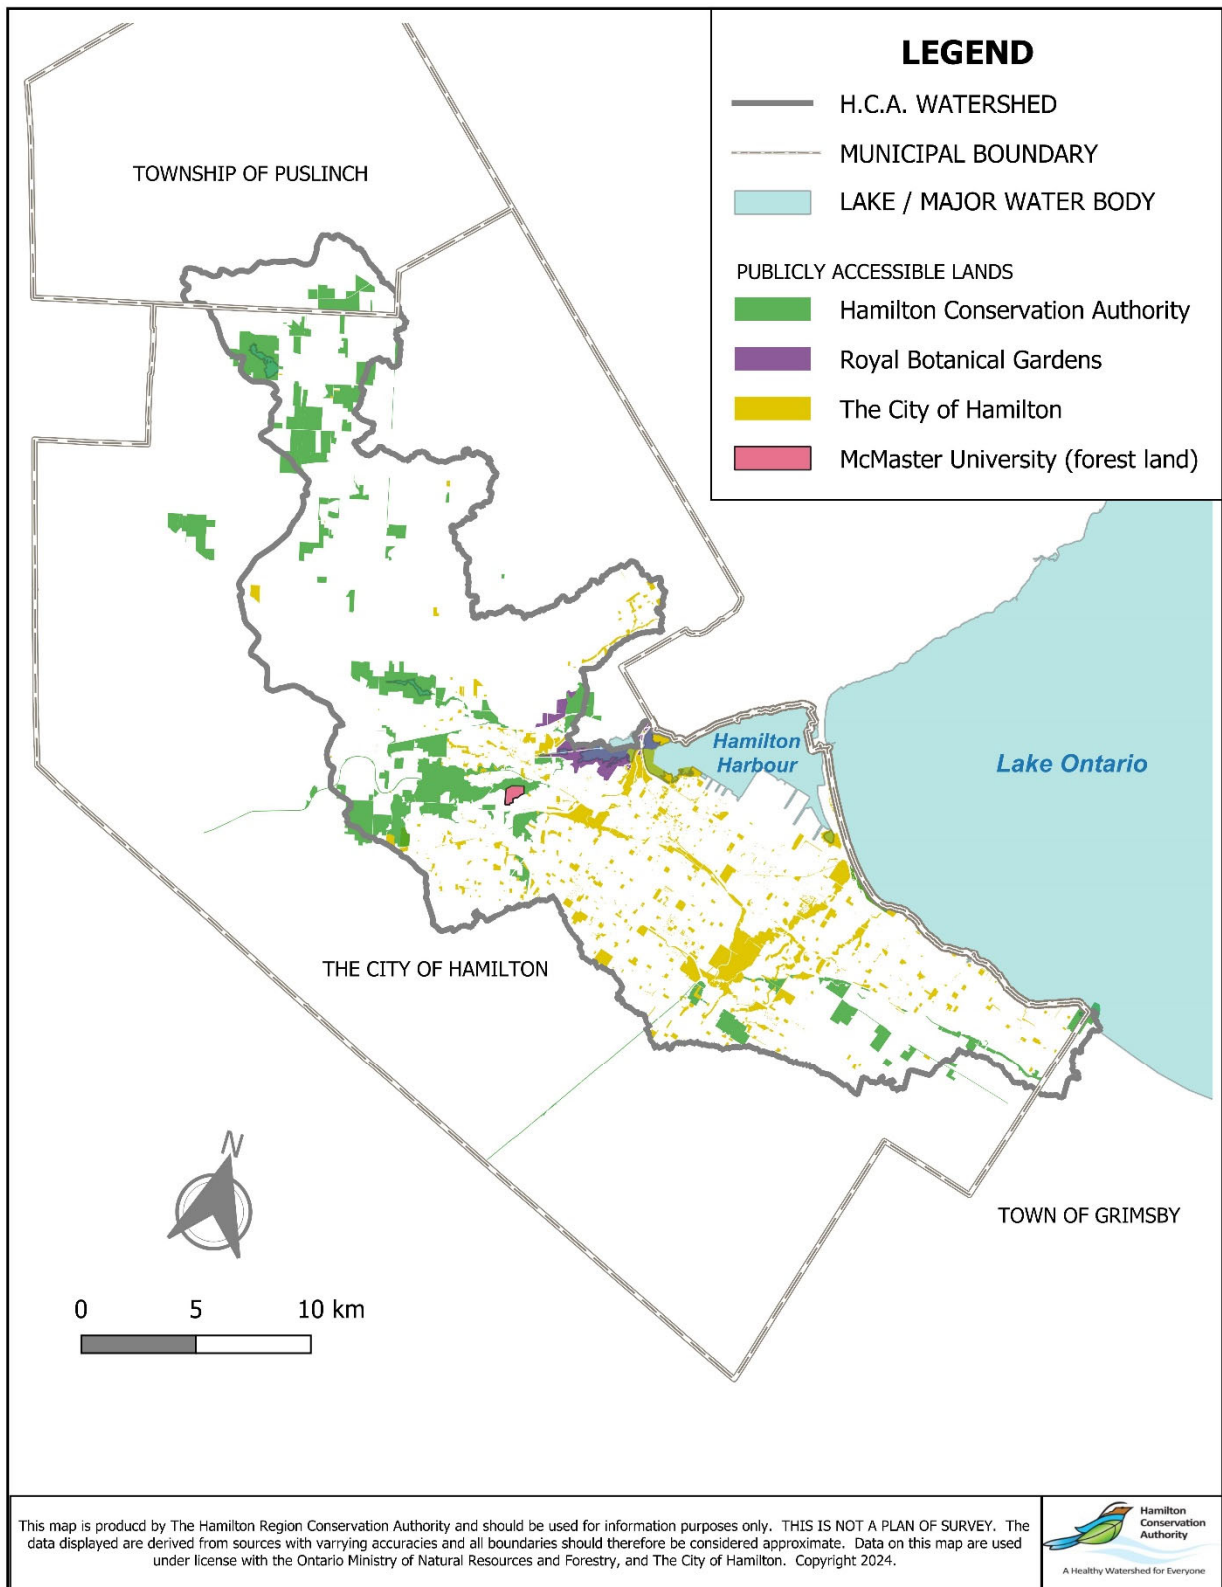 LEGEND
H.C.A. WATERSHED
MUNICIPAL BOUNDARY
LAKE / MAJOR WATER BODY
PUBLICLY ACCESSIBLE LANDS
Hamilton Conservation Authority
Royal Botanical Gardens
The City of Hamilton
McMaster University (forest land)
TOWNSHIP OF PUSLINCH
Hamilton
Harbour
Lake Ontario
THE CITY OF HAMILTON
TOWN OF GRIMSBY
N
0 5 10 km
This map is producd by The Hamilton Region Conservation Authority and should be used for information purposes only. THIS IS NOT A PLAN OF SURVEY. The
data displayed are derived from sources with varrying accuracies and all boundaries should therefore be considered approximate. Data on this map are used
under license with the Ontario Ministry of Natural Resources and Forestry, and The City of Hamilton. Copyright 2024.
Hamilton
Conservation
Authority
A Healthy Watershed for Everyone